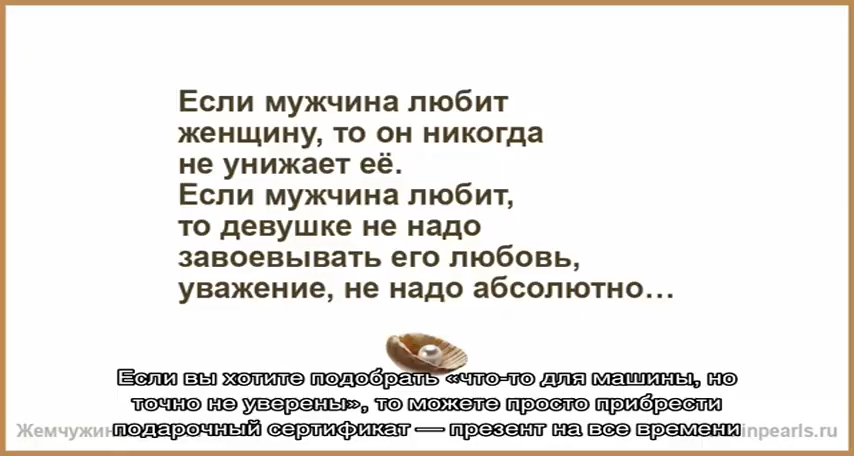 Если мужчина любит
женщину, то он никогда
не унижает её.
Если мужчина любит,
то девушке не надо
завоевывать его любовь,
уважение, не надо абсолютно...
Если вы хотите подобрать «что-то для машины, но
точно не уверены», то можете просто прибрести
подарочный сертификат — презент на все времени